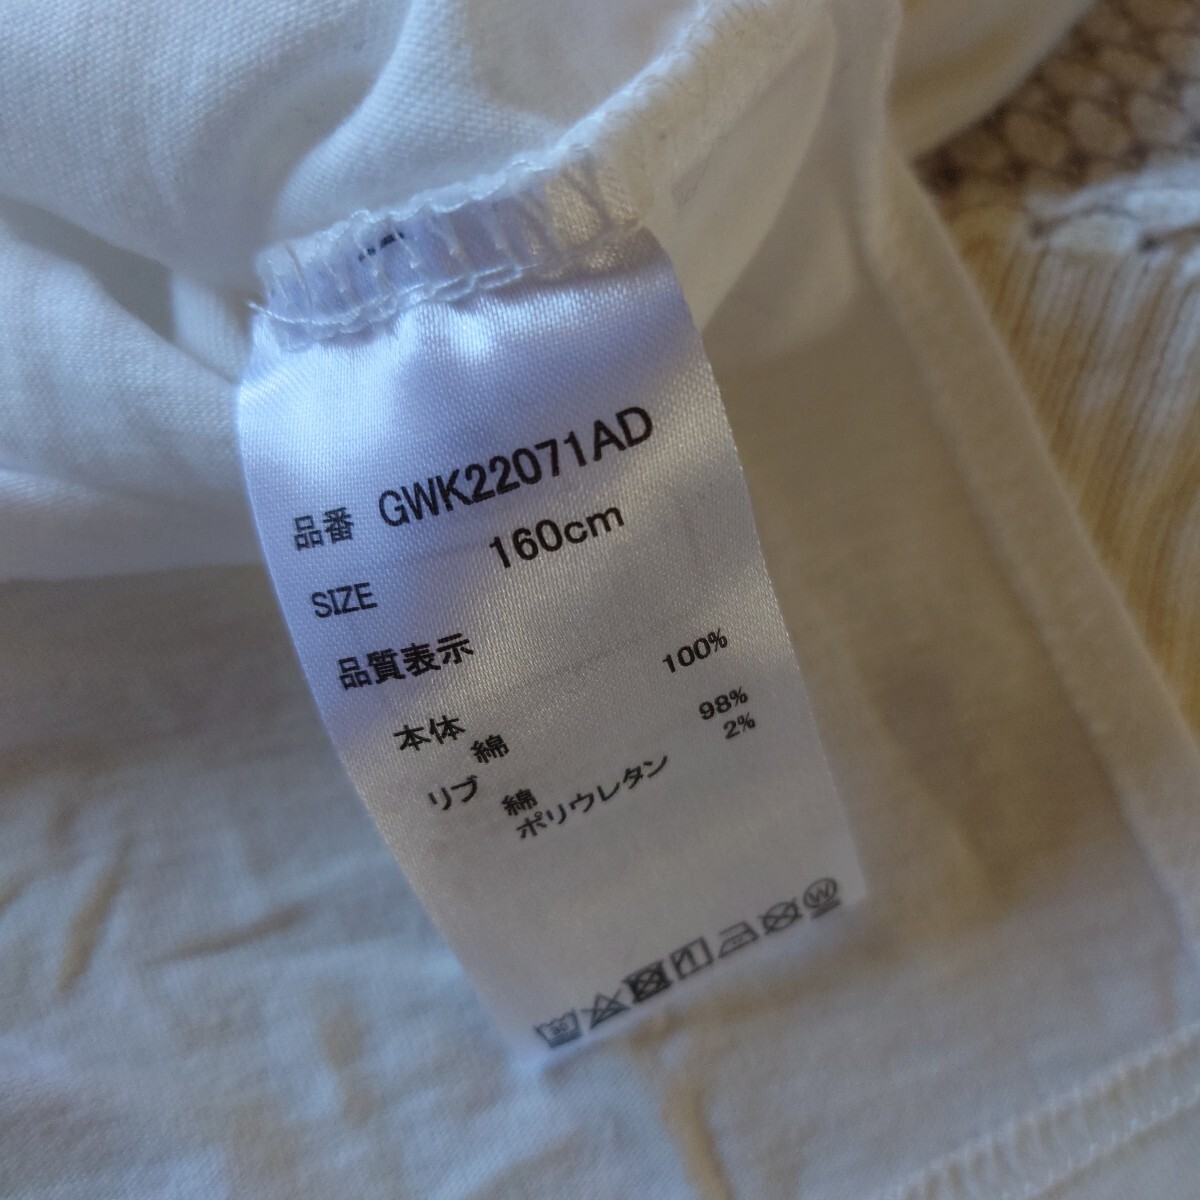 品番 GWK22071AD
SIZE 160cm
品質表示
本体
綿 100%
リブ
綿 98%
ポリウレタン 2%